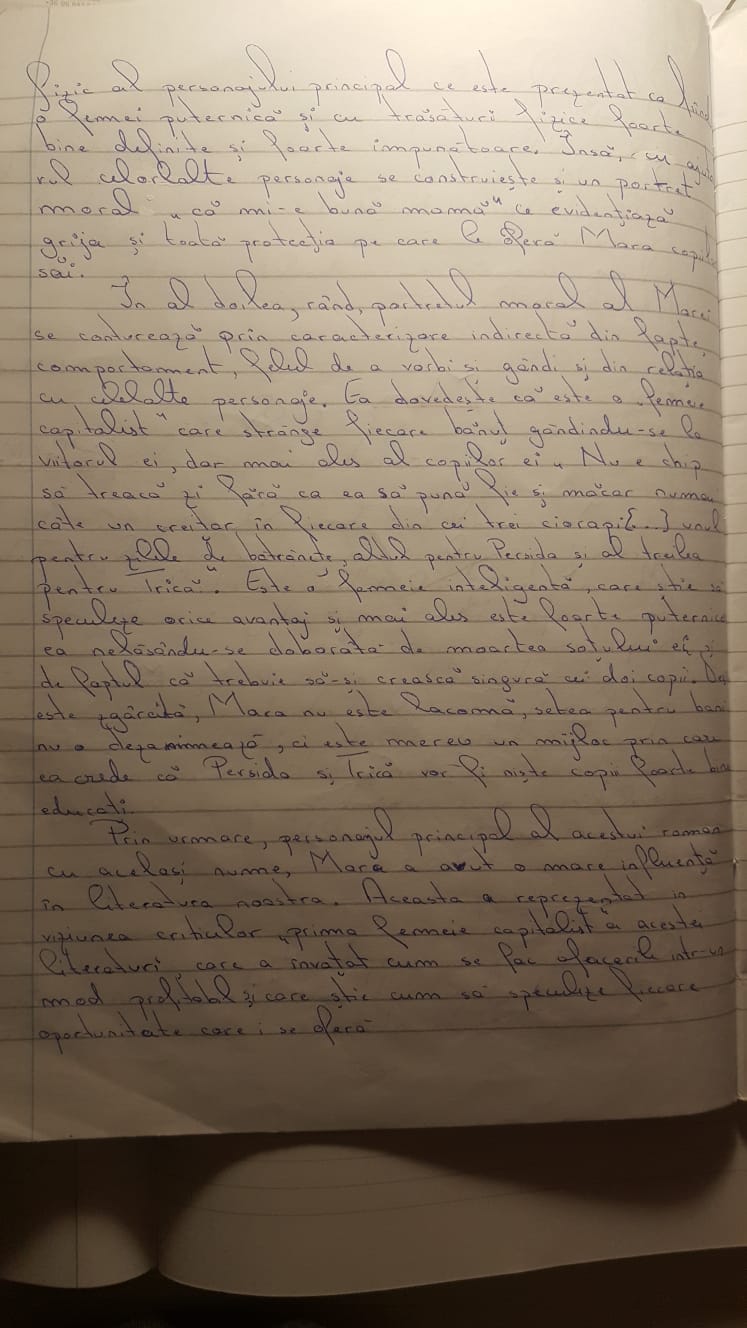 fizic al personajului principal ce este prezentat ca fiind
o femei puternică și cu trăsături fizice foarte
bine definite și foarte impunătoare. Însă, cu ajuto
rul celorlalte personaje se construiește și un portret
moral „că mi-e bună mama" ce evidențiază
grija și toată protecția pe care le oferă Mara copii
săi.
In al doilea, rând, portretul moral al Marei
se conturează prin caracterizare indirectă din fapte,
comportament, felul de a vorbi și gândi și din relația
cu celelalte personaje. Ea dovedește că este o „femeie
capitalist" care strânge fiecare bănuț gândindu-se la
viitorul ei, dar mai ales al copiilor ei „Nu e chip
să treacă zi fără ca ea să pună fie și măcar numai
câte un creițar în fiecare din cei trei ciorapi[...] unul
pentru zilele de bătrânețe, altul pentru Persida și al treilea
pentru Trică". Este o femeie inteligentă, care știe să
speculeze orice avantaj și mai ales este foarte puternică
ea nelăsându-se doborâtă de moartea soțului ei și
de faptul că trebuie să-și crească singură cei doi copii. Deși
este zgârcită, Mara nu este lacomă, setea pentru bani
nu o dezaminează, ci este mereu un mijloc prin care
ea crede că Persida și Trică vor fi niște copii foarte bine
educați.
Prin urmare, personajul principal al acestui roman
cu același nume, Mara a avut o mare influență
în literatura noastra. Aceasta a reprezentat in
viziunea criticilor „prima femeie capitalist" a acestei
literaturi, care a învățat cum se fac afacerile intr-un
mod profitabil și care știe cum să speculeze fiecare
oportunitate care i se oferă